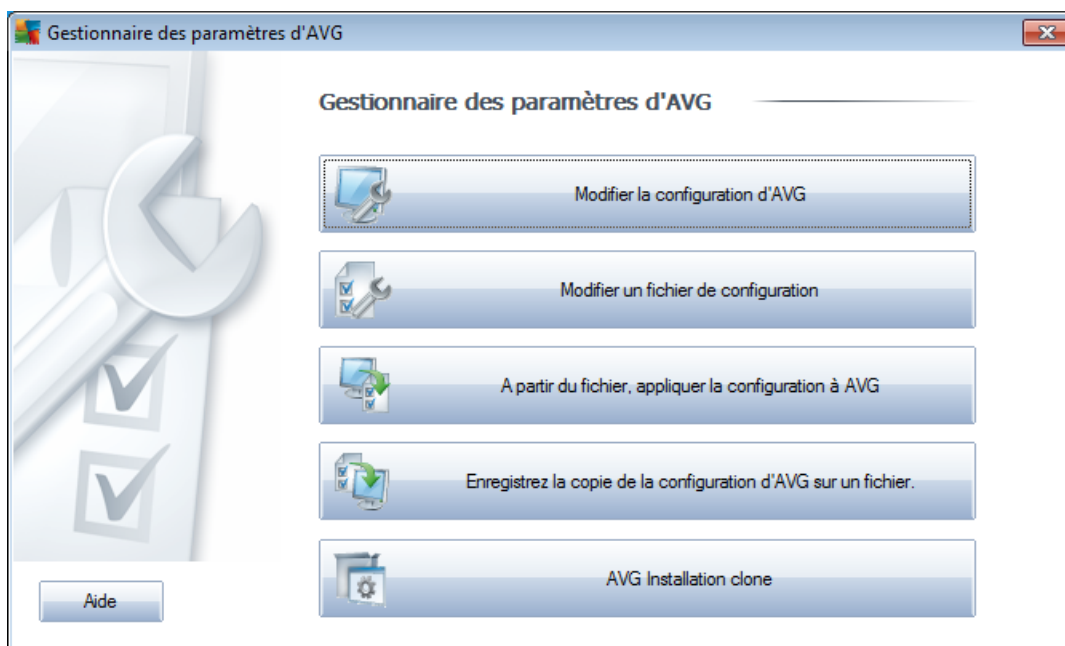 Gestionnaire des paramètres d'AVG
Gestionnaire des paramètres d'AVG
Modifier la configuration d'AVG
Modifier un fichier de configuration
A partir du fichier, appliquer la configuration à AVG
Enregistrez la copie de la configuration d'AVG sur un fichier.
AVG Installation clone
Aide